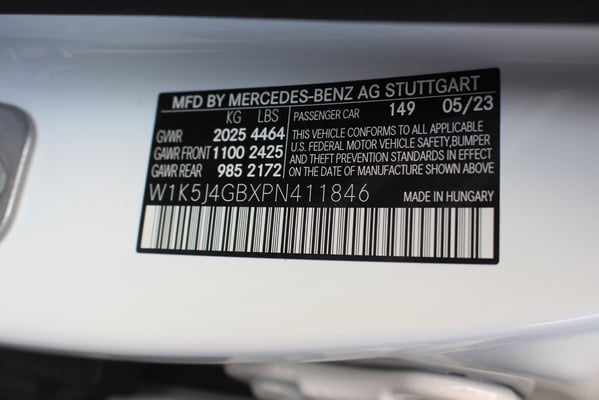 MFD BY MERCEDES-BENZ AG STUTTGART
KG LBS
PASSENGER CAR 149 05/23
GVWR 2025 4464
GAWR FRONT 1100 2425
GAWR REAR 985 2172
THIS VEHICLE CONFORMS TO ALL APPLICABLE
U.S. FEDERAL MOTOR VEHICLE SAFETY,BUMPER
AND THEFT PREVENTION STANDARDS IN EFFECT
ON THE DATE OF MANUFACTURE SHOWN ABOVE
W1K5J4GBXPN411846
MADE IN HUNGARY